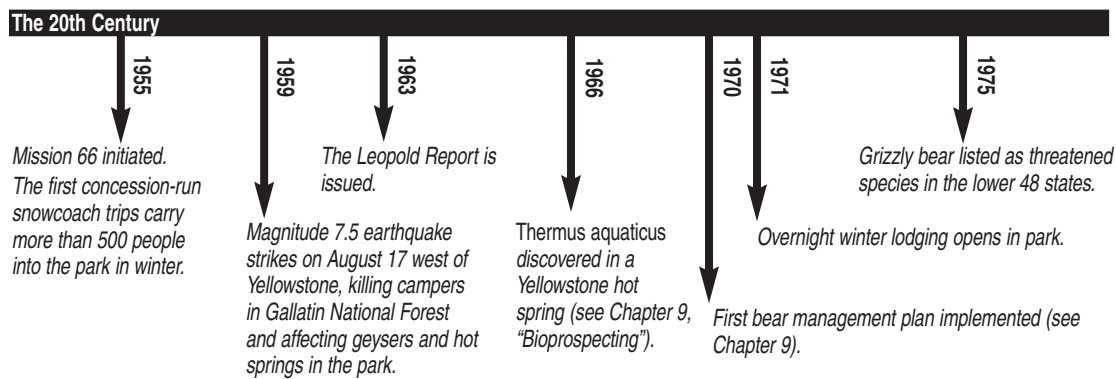 The 20th Century
1955
Mission 66 initiated.
The first concession-run
snowcoach trips carry
more than 500 people
into the park in winter.
1959
Magnitude 7.5 earthquake
strikes on August 17 west of
Yellowstone, killing campers
in Gallatin National Forest
and affecting geysers and hot
springs in the park.
1963
The Leopold Report is
issued.
1966
Thermus aquaticus
discovered in a
Yellowstone hot
spring (see Chapter 9,
“Bioprospecting”).
1970
First bear management plan implemented (see
Chapter 9).
1971
Overnight winter lodging opens in park.
1975
Grizzly bear listed as threatened
species in the lower 48 states.